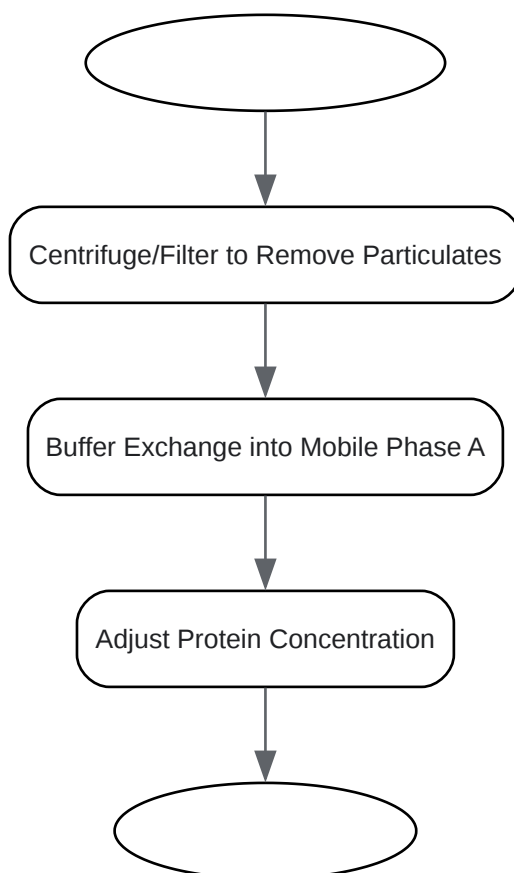 Centrifuge/Filter to Remove Particulates
Buffer Exchange into Mobile Phase A
Adjust Protein Concentration